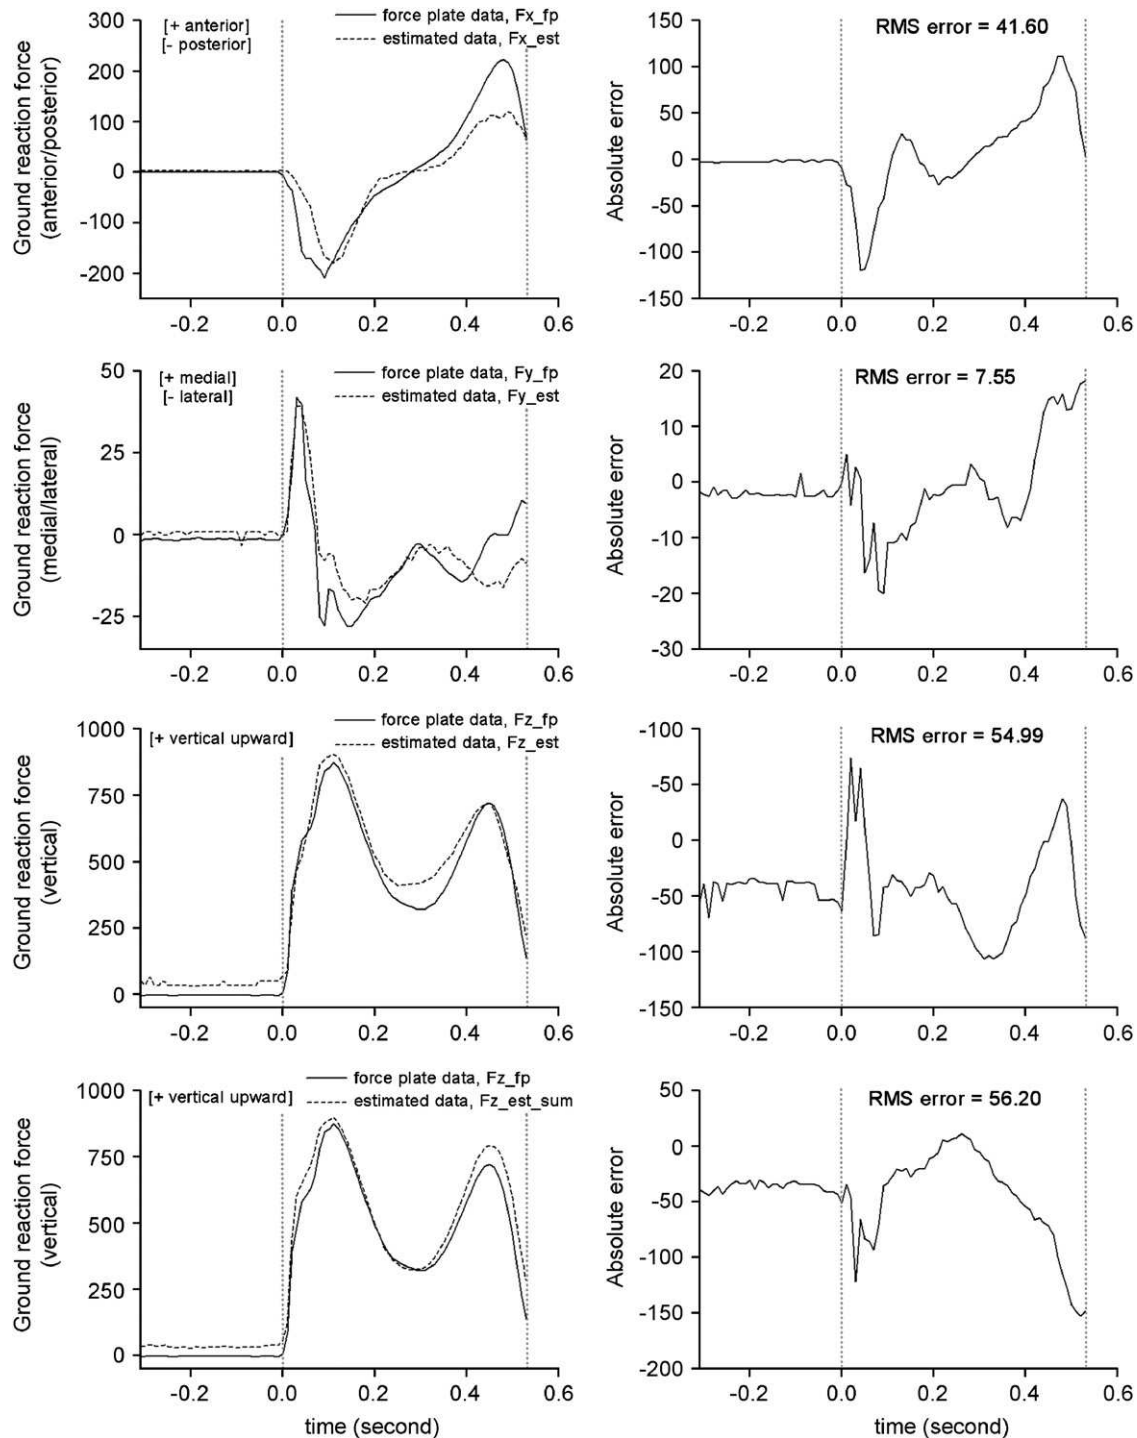 [+ anterior]
[- posterior]
force plate data, Fx_fp
estimated data, Fx_est
300
200
100
0
-100
-200
Ground reaction force
(anterior/posterior)
-0.2 0.0 0.2 0.4 0.6
RMS error = 41.60
150
100
50
0
-50
-100
-150
Absolute error
-0.2 0.0 0.2 0.4 0.6
[+ medial]
[- lateral]
force plate data, Fy_fp
estimated data, Fy_est
50
25
0
-25
Ground reaction force
(medial/lateral)
-0.2 0.0 0.2 0.4 0.6
RMS error = 7.55
20
10
0
-10
-20
-30
Absolute error
-0.2 0.0 0.2 0.4 0.6
[+ vertical upward]
force plate data, Fz_fp
estimated data, Fz_est
1000
750
500
250
0
Ground reaction force
(vertical)
-0.2 0.0 0.2 0.4 0.6
RMS error = 54.99
-100
-50
0
-50
-100
-150
Absolute error
-0.2 0.0 0.2 0.4 0.6
[+ vertical upward]
force plate data, Fz_fp
estimated data, Fz_est_sum
1000
750
500
250
0
Ground reaction force
(vertical)
-0.2 0.0 0.2 0.4 0.6
time (second)
RMS error = 56.20
50
0
-50
-100
-150
-200
Absolute error
-0.2 0.0 0.2 0.4 0.6
time (second)